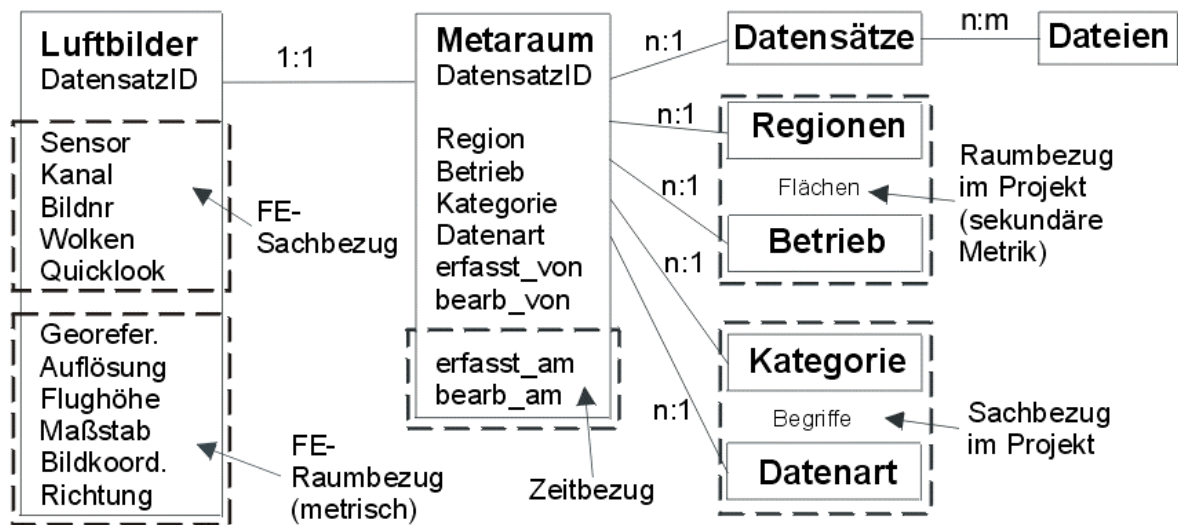 Luftbilder
DatensatzID
Sensor
Kanal
Bildnr
Wolken
Quicklook
Georefer.
Auflösung
Flughöhe
Maßstab
Bildkoord.
Richtung
FE-
Sachbezug
FE-
Raumbezug
(metrisch)
1:1
Metaraum
DatensatzID
Region
Betrieb
Kategorie
Datenart
erfasst_von
bearb_von
erfasst_am
bearb_am
Zeitbezug
n:1
Datensätze
n:m
Dateien
n:1
Regionen
Flächen
n:1
Betrieb
Raumbezug
im Projekt
(sekundäre
Metrik)
n:1
Kategorie
Begriffe
n:1
Datenart
Sachbezug
im Projekt